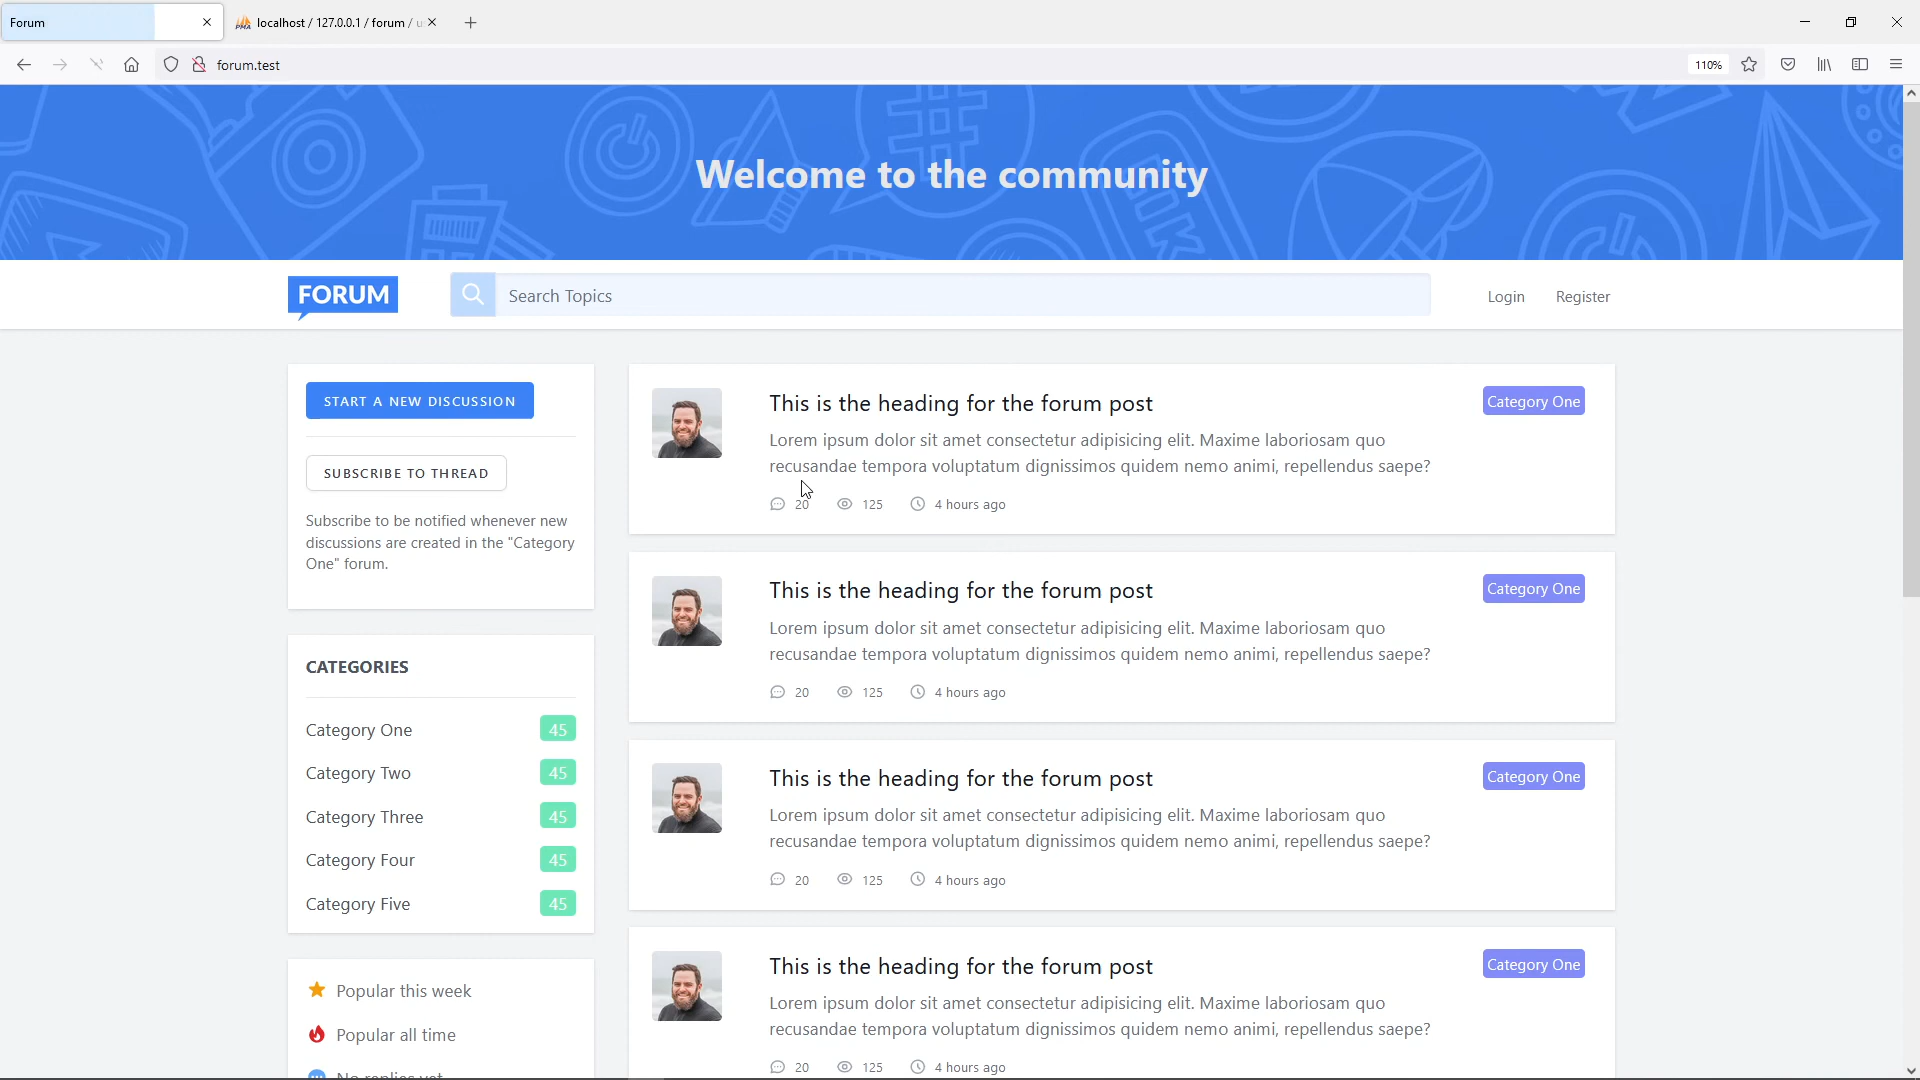 Forum
localhost / 127.0.0.1 / forum /
forum.test
110%
Welcome to the community
FORUM
Search Topics
Login
Register
START A NEW DISCUSSION
SUBSCRIBE TO THREAD
Subscribe to be notified whenever new
discussions are created in the "Category
One" forum.
CATEGORIES
Category One 45
Category Two 45
Category Three 45
Category Four 45
Category Five 45
Popular this week
Popular all time
This is the heading for the forum post
Category One
Lorem ipsum dolor sit amet consectetur adipisicing elit. Maxime laboriosam quo
recusandae tempora voluptatum dignissimos quidem nemo animi, repellendus saepe?
20 125 4 hours ago
This is the heading for the forum post
Category One
Lorem ipsum dolor sit amet consectetur adipisicing elit. Maxime laboriosam quo
recusandae tempora voluptatum dignissimos quidem nemo animi, repellendus saepe?
20 125 4 hours ago
This is the heading for the forum post
Category One
Lorem ipsum dolor sit amet consectetur adipisicing elit. Maxime laboriosam quo
recusandae tempora voluptatum dignissimos quidem nemo animi, repellendus saepe?
20 125 4 hours ago
This is the heading for the forum post
Category One
Lorem ipsum dolor sit amet consectetur adipisicing elit. Maxime laboriosam quo
recusandae tempora voluptatum dignissimos quidem nemo animi, repellendus saepe?
20 125 4 hours ago